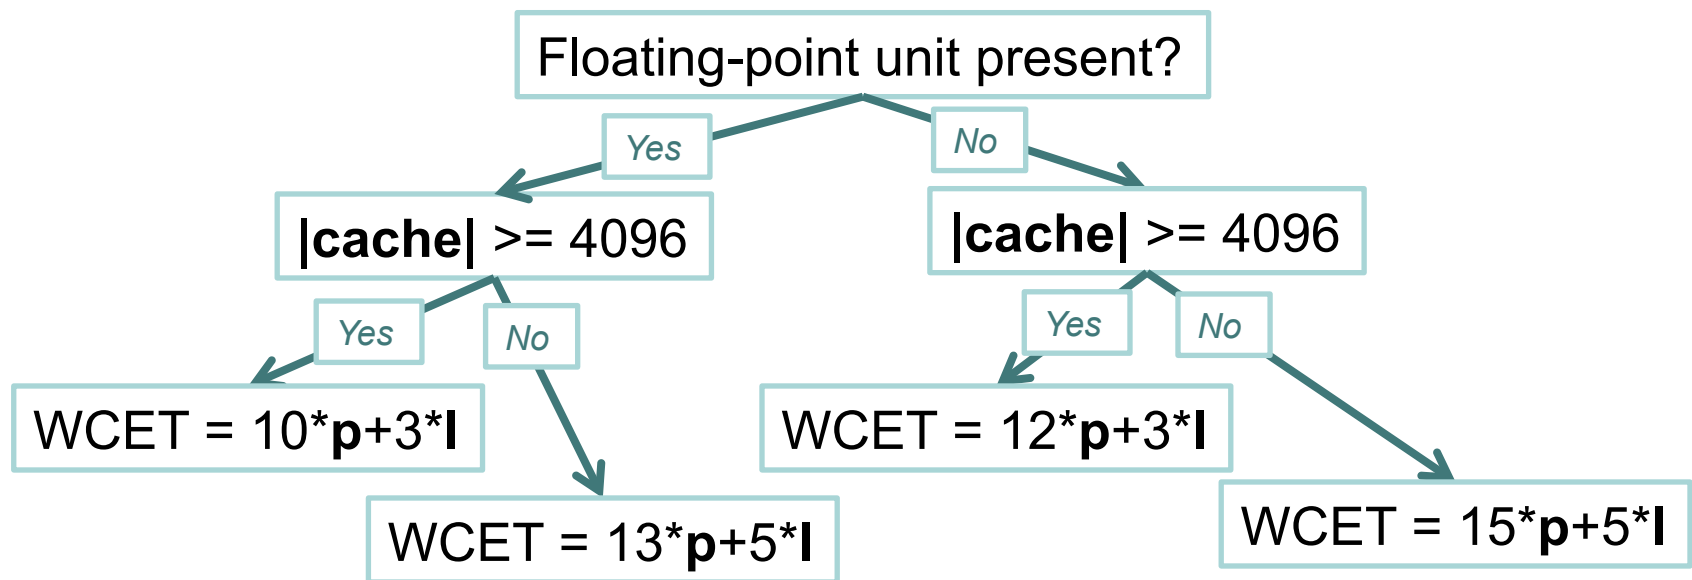 Floating-point unit present?
Yes
No
|cache| >= 4096
|cache| >= 4096
Yes
No
Yes
No
WCET = 10*p+3*l
WCET = 12*p+3*l
WCET = 13*p+5*l
WCET = 15*p+5*l